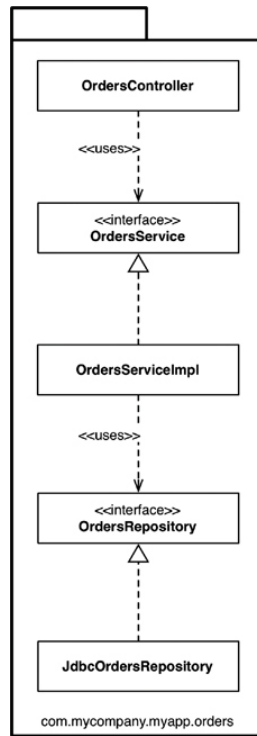 OrdersController
<<uses>>
<<interface>>
OrdersService
OrdersServiceImpl
<<uses>>
<<interface>>
OrdersRepository
JdbcOrdersRepository
com.mycompany.myapp.orders